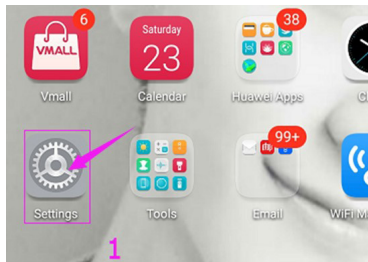 6
38
VMALL
Saturday
23
Vmall
Calendar
Huawei Apps
99+
Settings
Tools
Email
WiFi M
1